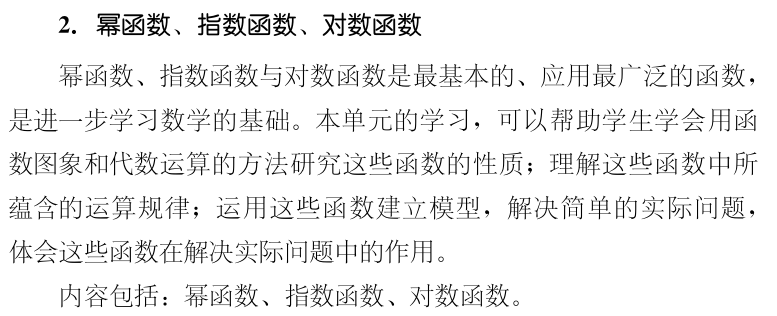 2. 幂函数、指数函数、对数函数
幂函数、指数函数与对数函数是最基本的、应用最广泛的函数，
是进一步学习数学的基础。本单元的学习，可以帮助学生学会用函
数图象和代数运算的方法研究这些函数的性质；理解这些函数中所
蕴含的运算规律；运用这些函数建立模型，解决简单的实际问题，
体会这些函数在解决实际问题中的作用。
内容包括：幂函数、指数函数、对数函数。